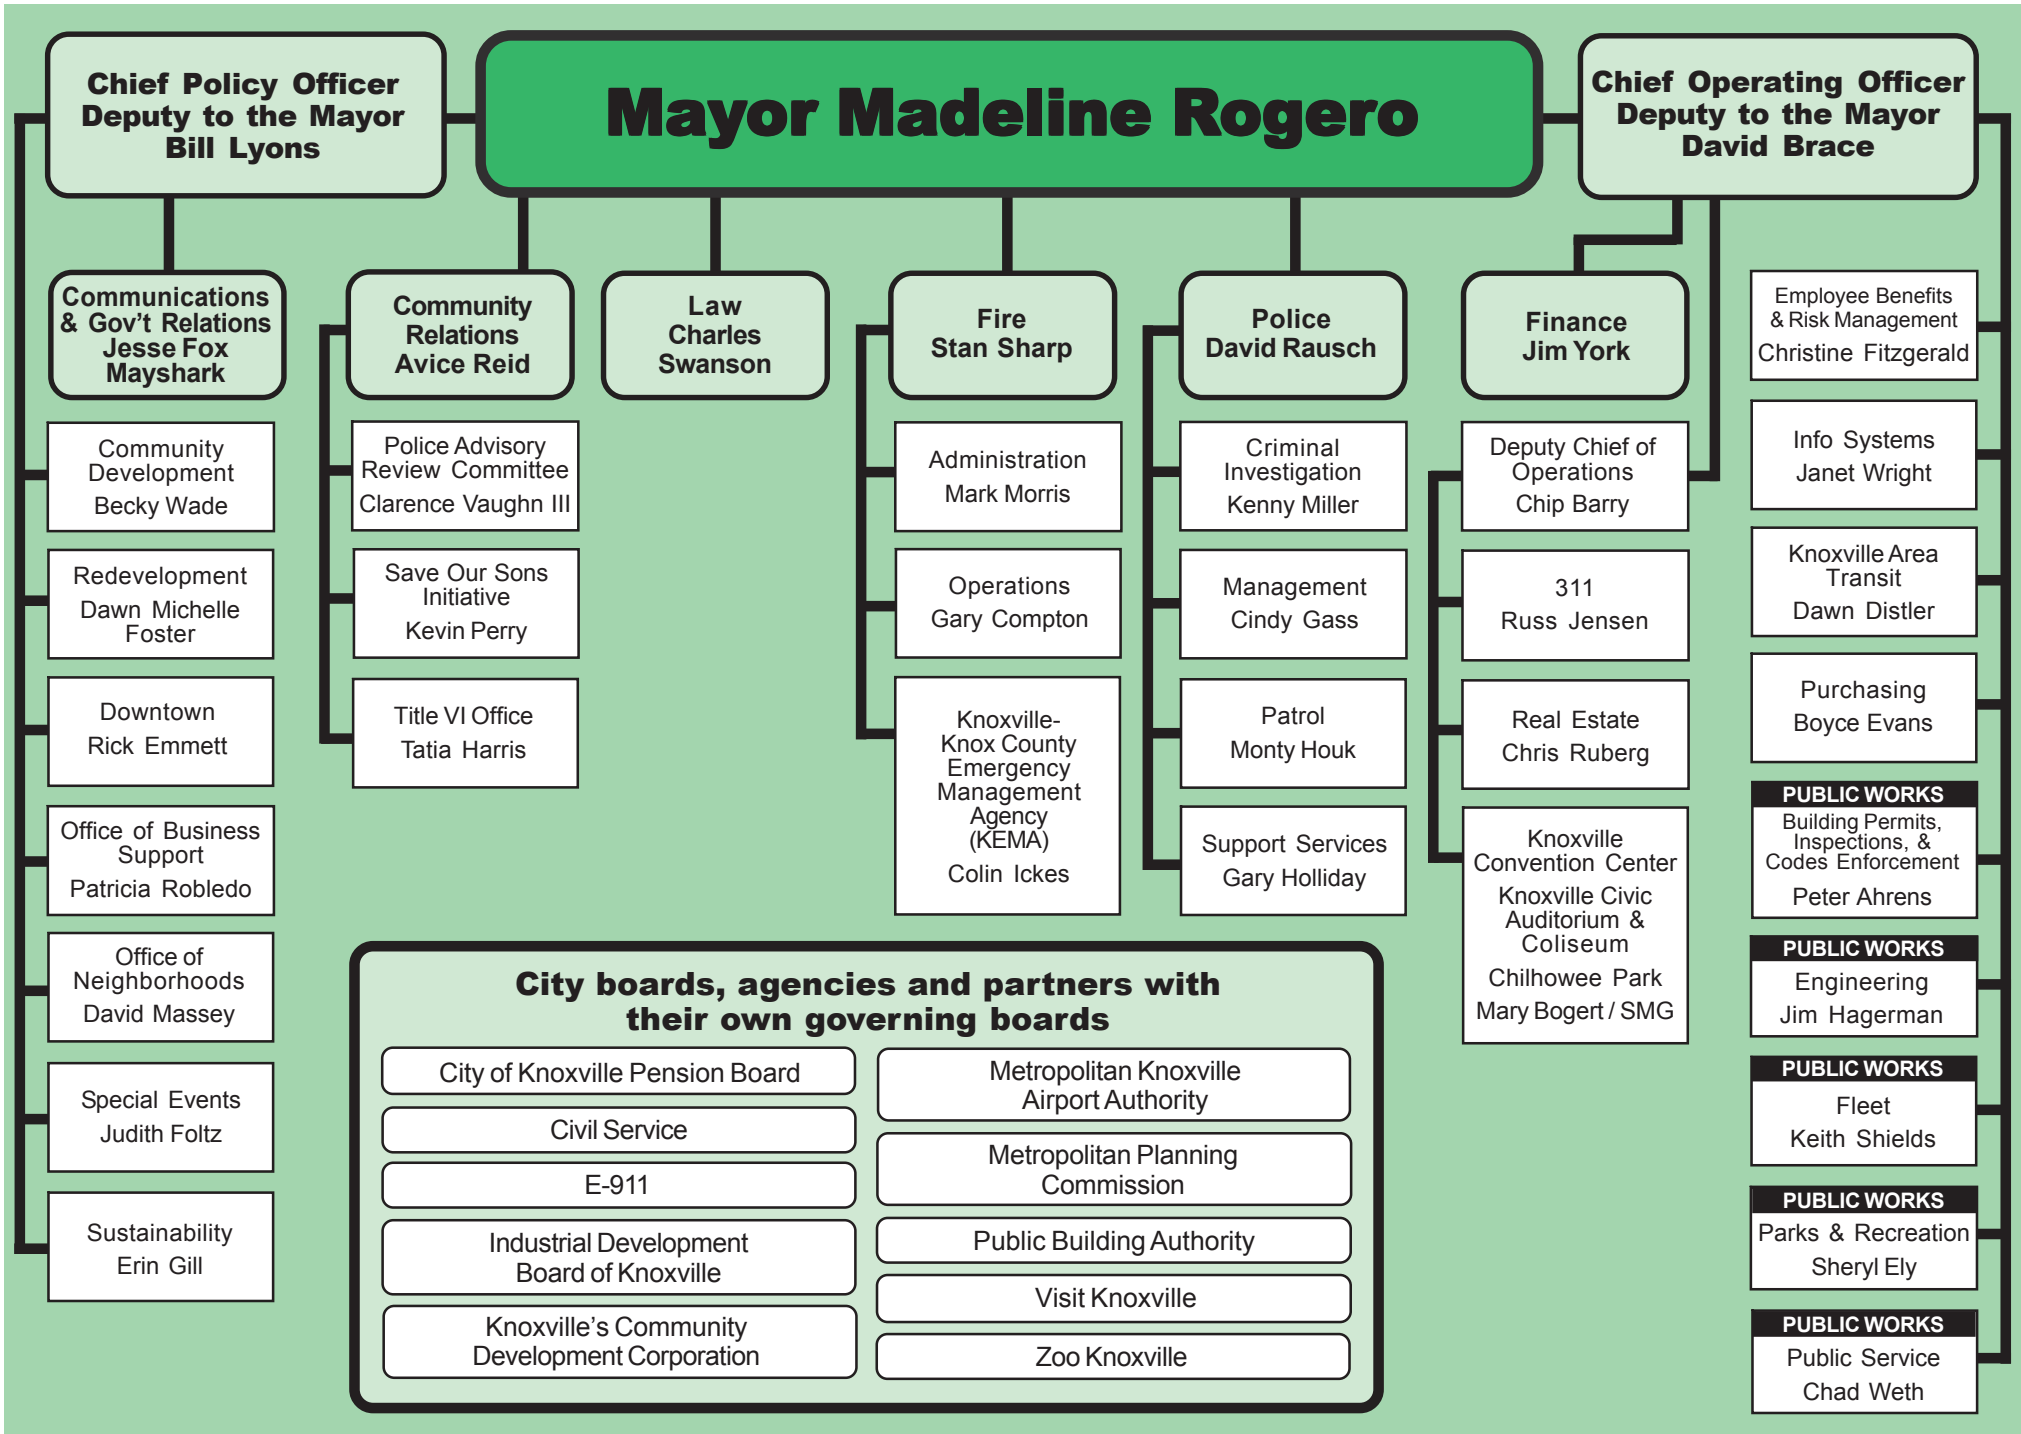 Chief Policy Officer
Deputy to the Mayor
Bill Lyons
Mayor Madeline Rogero
Chief Operating Officer
Deputy to the Mayor
David Brace
Communications
& Gov't Relations
Jesse Fox
Mayshark
Community
Relations
Avice Reid
Law
Charles
Swanson
Fire
Stan Sharp
Police
David Rausch
Finance
Jim York
Community
Development
Becky Wade
Redevelopment
Dawn Michelle
Foster
Downtown
Rick Emmett
Office of Business
Support
Patricia Robledo
Office of
Neighborhoods
David Massey
Special Events
Judith Foltz
Sustainability
Erin Gill
Police Advisory
Review Committee
Clarence Vaughn III
Save Our Sons
Initiative
Kevin Perry
Title VI Office
Tatia Harris
Administration
Mark Morris
Operations
Gary Compton
Knoxville-
Knox County
Emergency
Management
Agency
(KEMA)
Colin Ickes
Criminal
Investigation
Kenny Miller
Management
Cindy Gass
Patrol
Monty Houk
Support Services
Gary Holliday
Deputy Chief of
Operations
Chip Barry
311
Russ Jensen
Real Estate
Chris Ruberg
Knoxville
Convention Center
Knoxville Civic
Auditorium &
Coliseum
Chilhowee Park
Mary Bogert / SMG
Employee Benefits
& Risk Management
Christine Fitzgerald
Info Systems
Janet Wright
Knoxville Area
Transit
Dawn Distler
Purchasing
Boyce Evans
PUBLIC WORKS
Building Permits,
Inspections, &
Codes Enforcement
Peter Ahrens
PUBLIC WORKS
Engineering
Jim Hagerman
PUBLIC WORKS
Fleet
Keith Shields
PUBLIC WORKS
Parks & Recreation
Sheryl Ely
PUBLIC WORKS
Public Service
Chad Weth
City boards, agencies and partners with
their own governing boards
City of Knoxville Pension Board
Civil Service
E-911
Industrial Development
Board of Knoxville
Knoxville's Community
Development Corporation
Metropolitan Knoxville
Airport Authority
Metropolitan Planning
Commission
Public Building Authority
Visit Knoxville
Zoo Knoxville